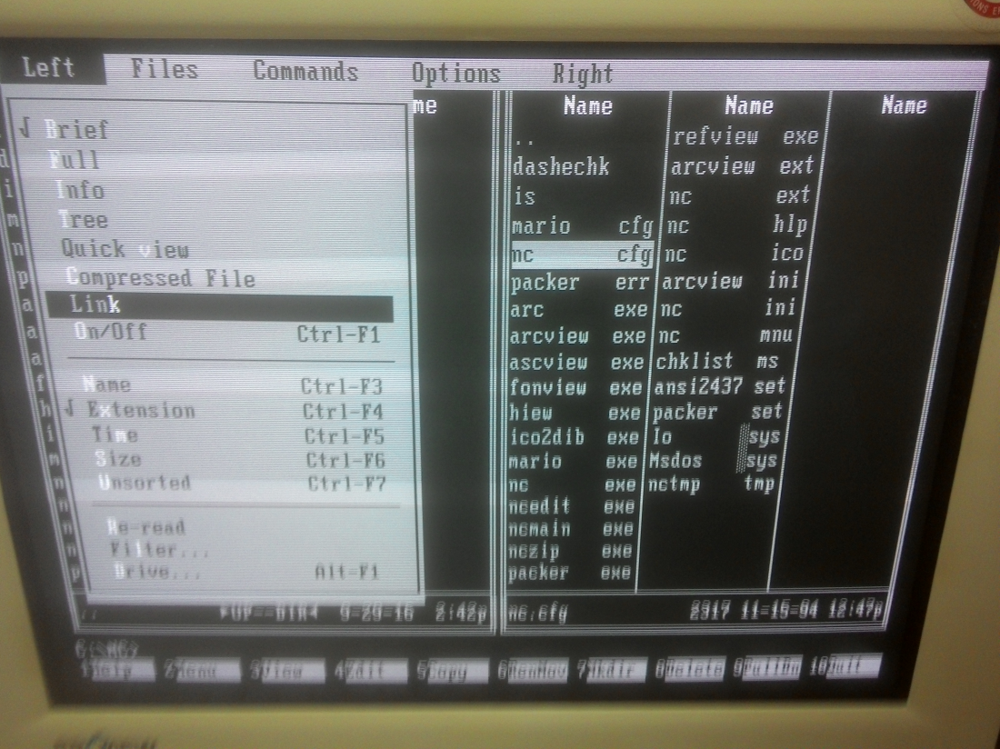 Left Files Commands Options Right
me Name Name Name
√ Brief
Full
Info
Tree
Quick view
Compressed File
Link
On/Off Ctrl-F1
Name Ctrl-F3
√ Extension Ctrl-F4
Time Ctrl-F5
Size Ctrl-F6
Unsorted Ctrl-F7
Re-read
Filter...
Drive... Alt-F1
.. refview exe
dashechk arcview ext
is nc ext
mario cfg nc hlp
nc cfg nc ico
packer err arcview ini
arc exe nc ini
arcview exe nc mnu
ascview exe chklist ms
fonview exe ansi2437 set
hiew exe packer set
ico2dib exe Io sys
mario exe Msdos sys
nc exe nctmp tmp
ncedit exe
ncmain exe
nczip exe
packer exe
.. ►UP--DIR◄ 9-29-16 2:42p nc.cfg 2317 11-15-04 12:47p
1Help 2Menu 3View 4Edit 5Copy 6RenMov 7Mkdir 8Delete 9PullDn 10Quit